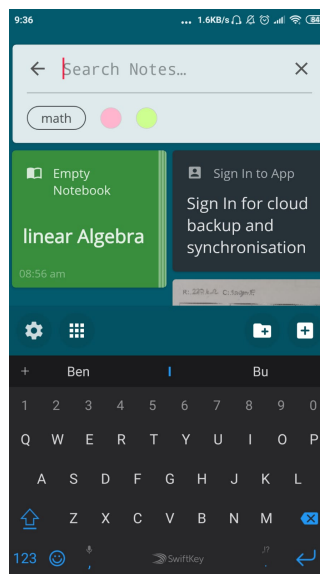 9:36
... 1.6KB/s 84
Search Notes...
math
Empty
Notebook
linear Algebra
08:56 am
Sign In to App
Sign In for cloud
backup and
synchronisation
Ben I Bu
1 2 3 4 5 6 7 8 9 0
Q W E R T Y U I O P
A S D F G H J K L
Z X C V B N M
123 , SwiftKey .